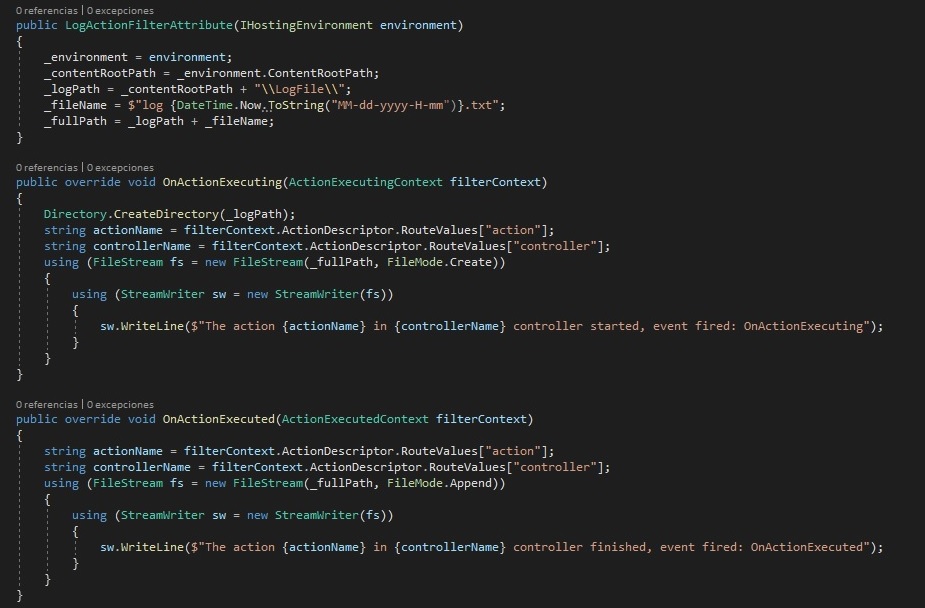 0 referencias | 0 excepciones
public LogActionFilterAttribute(IHostingEnvironment environment)
{
    _environment = environment;
    _contentRootPath = _environment.ContentRootPath;
    _logPath = _contentRootPath + "\\LogFile\\";
    _fileName = $"log {DateTime.Now.ToString("MM-dd-yyyy-H-mm")}.txt";
    _fullPath = _logPath + _fileName;
}
0 referencias | 0 excepciones
public override void OnActionExecuting(ActionExecutingContext filterContext)
{
    Directory.CreateDirectory(_logPath);
    string actionName = filterContext.ActionDescriptor.RouteValues["action"];
    string controllerName = filterContext.ActionDescriptor.RouteValues["controller"];
    using (FileStream fs = new FileStream(_fullPath, FileMode.Create))
    {
        using (StreamWriter sw = new StreamWriter(fs))
        {
            sw.WriteLine($"The action {actionName} in {controllerName} controller started, event fired: OnActionExecuting");
        }
    }
}
0 referencias | 0 excepciones
public override void OnActionExecuted(ActionExecutedContext filterContext)
{
    string actionName = filterContext.ActionDescriptor.RouteValues["action"];
    string controllerName = filterContext.ActionDescriptor.RouteValues["controller"];
    using (FileStream fs = new FileStream(_fullPath, FileMode.Append))
    {
        using (StreamWriter sw = new StreamWriter(fs))
        {
            sw.WriteLine($"The action {actionName} in {controllerName} controller finished, event fired: OnActionExecuted");
        }
    }
}